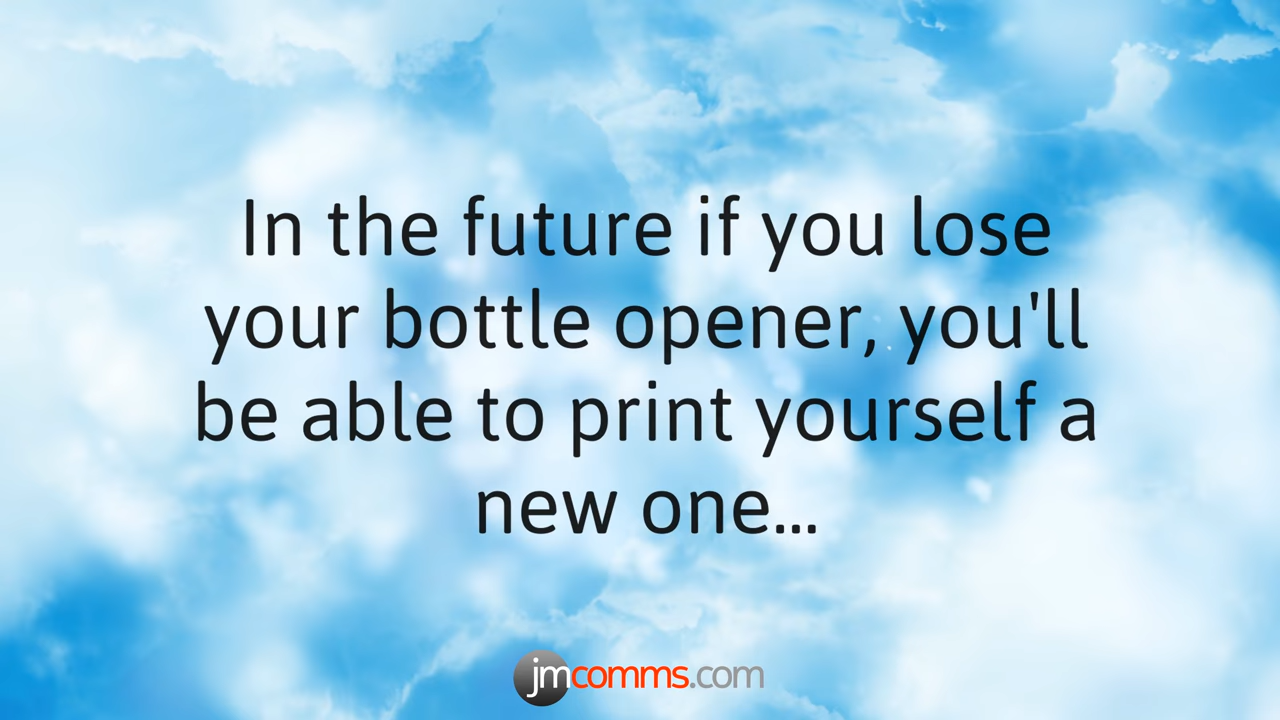 In the future if you lose
your bottle opener, you'll
be able to print yourself a
new one...
jmcomms.com